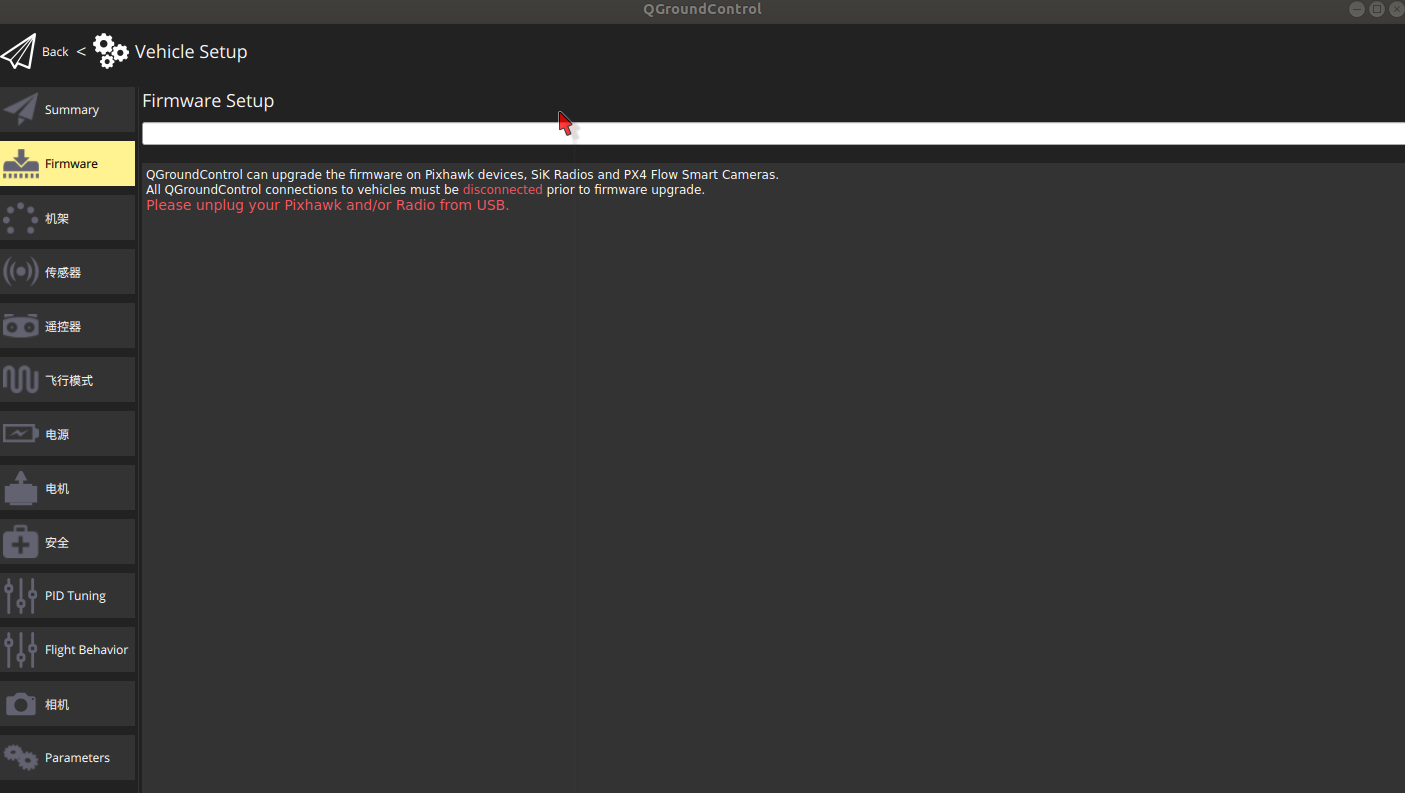 QGroundControl
Back < Vehicle Setup
Summary
Firmware
机架
传感器
遥控器
飞行模式
电源
电机
安全
PID Tuning
Flight Behavior
相机
Parameters
Firmware Setup
QGroundControl can upgrade the firmware on Pixhawk devices, SiK Radios and PX4 Flow Smart Cameras.
All QGroundControl connections to vehicles must be disconnected prior to firmware upgrade.
Please unplug your Pixhawk and/or Radio from USB.